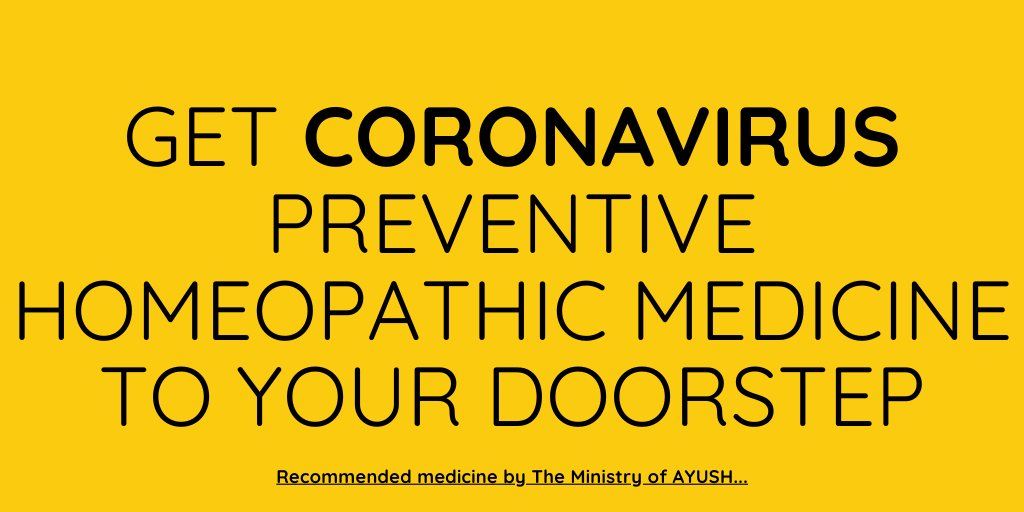 GET CORONAVIRUS
PREVENTIVE
HOMEOPATHIC MEDICINE
TO YOUR DOORSTEP
Recommended medicine by The Ministry of AYUSH...